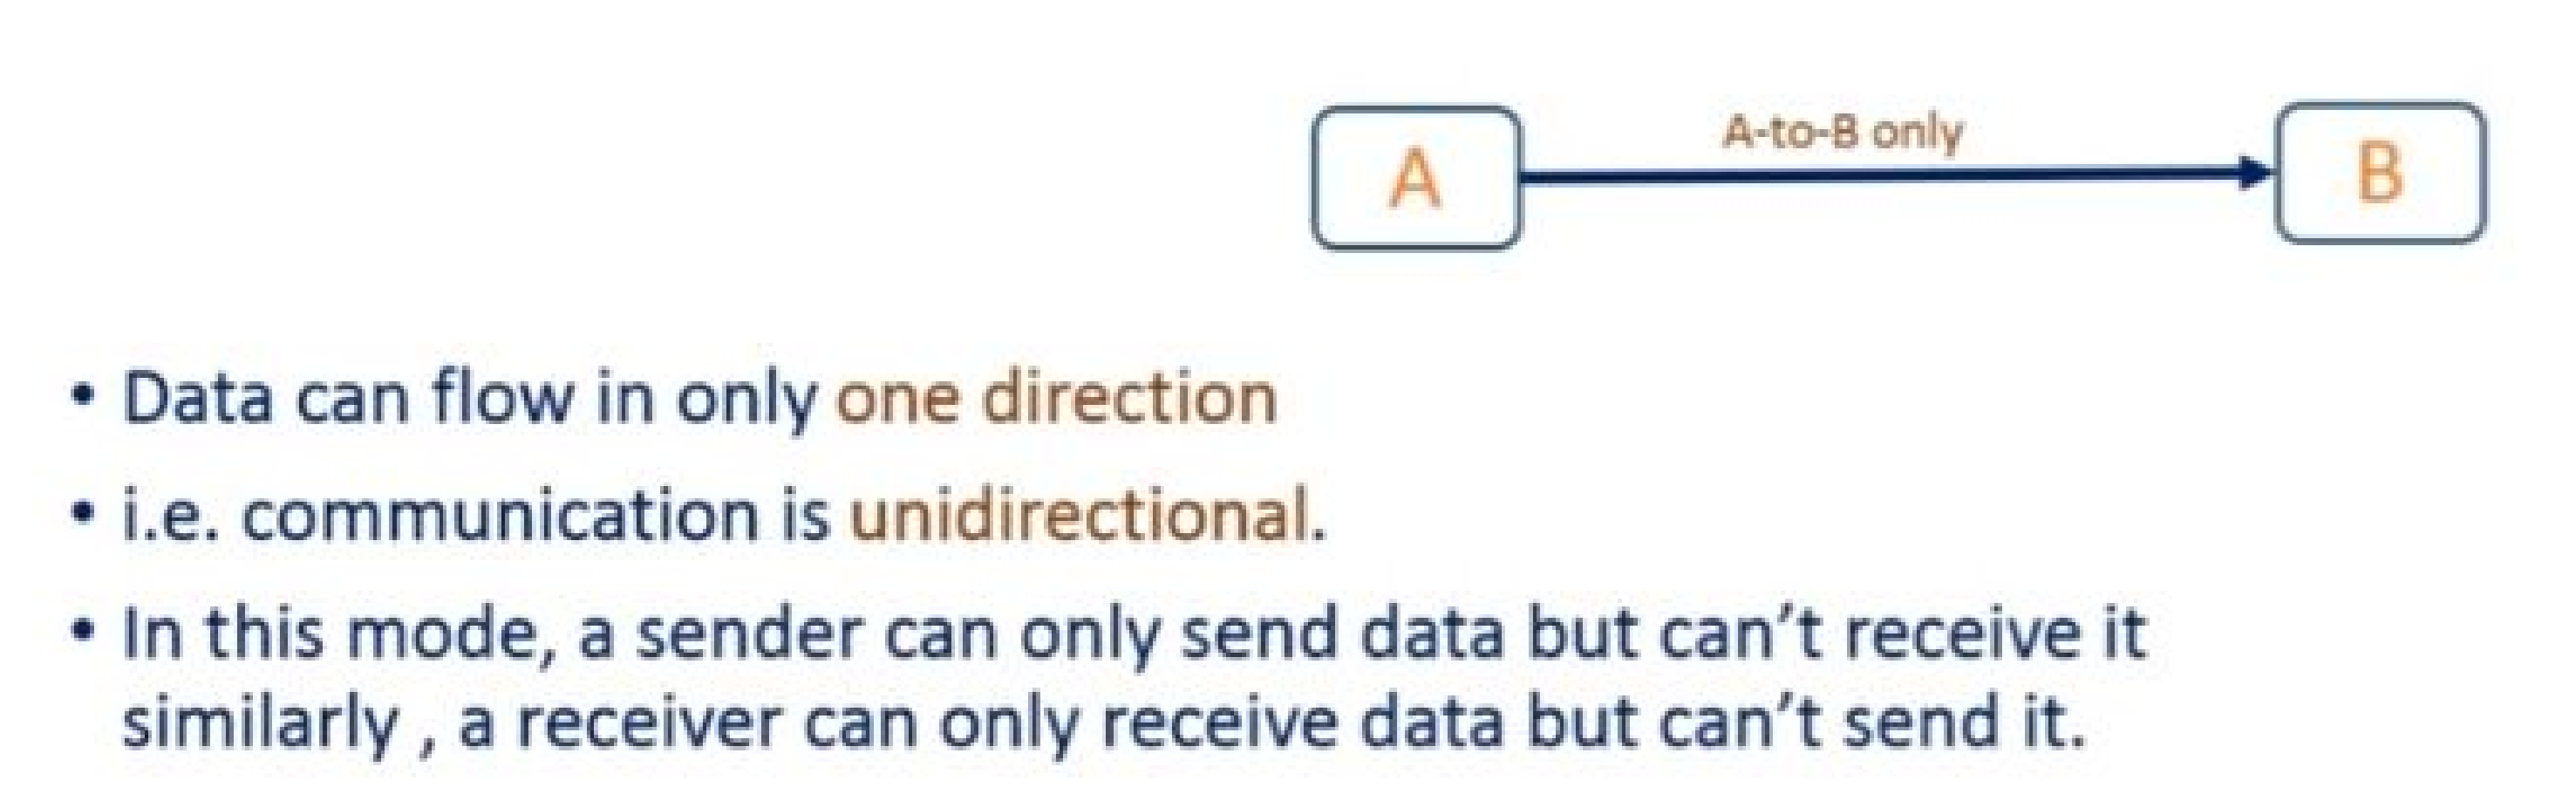 A-to-B only
A
B
• Data can flow in only one direction
• i.e. communication is unidirectional.
• In this mode, a sender can only send data but can't receive it
similarly , a receiver can only receive data but can't send it.